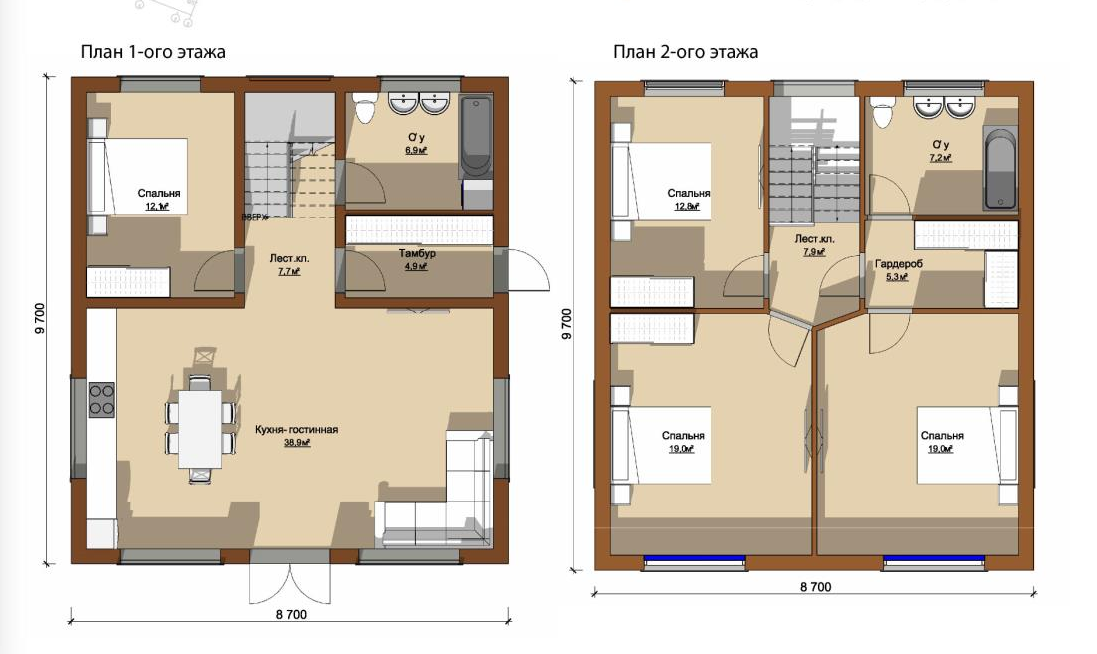 План 1-ого этажа
План 2-ого этажа
9 700
Спальня
12,1м²
ВВЕРХ
Лест.кл.
7,7м²
С/у
6,9м²
Тамбур
4,9м²
Кухня- гостинная
38,9м²
8 700
9 700
Спальня
12,8м²
Лест.кл.
7,9м²
С/у
7,2м²
Гардероб
5,3м²
Спальня
19,0м²
Спальня
19,0м²
8 700